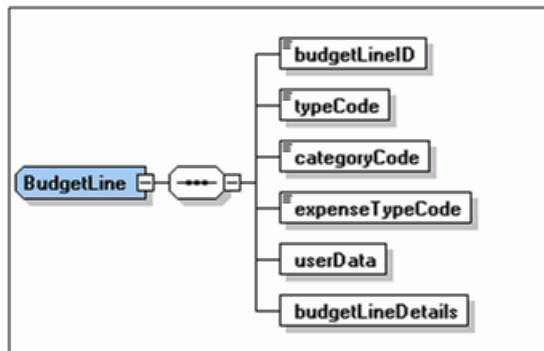 budgetLineID
typeCode
categoryCode
BudgetLine
expenseTypeCode
userData
budgetLineDetails